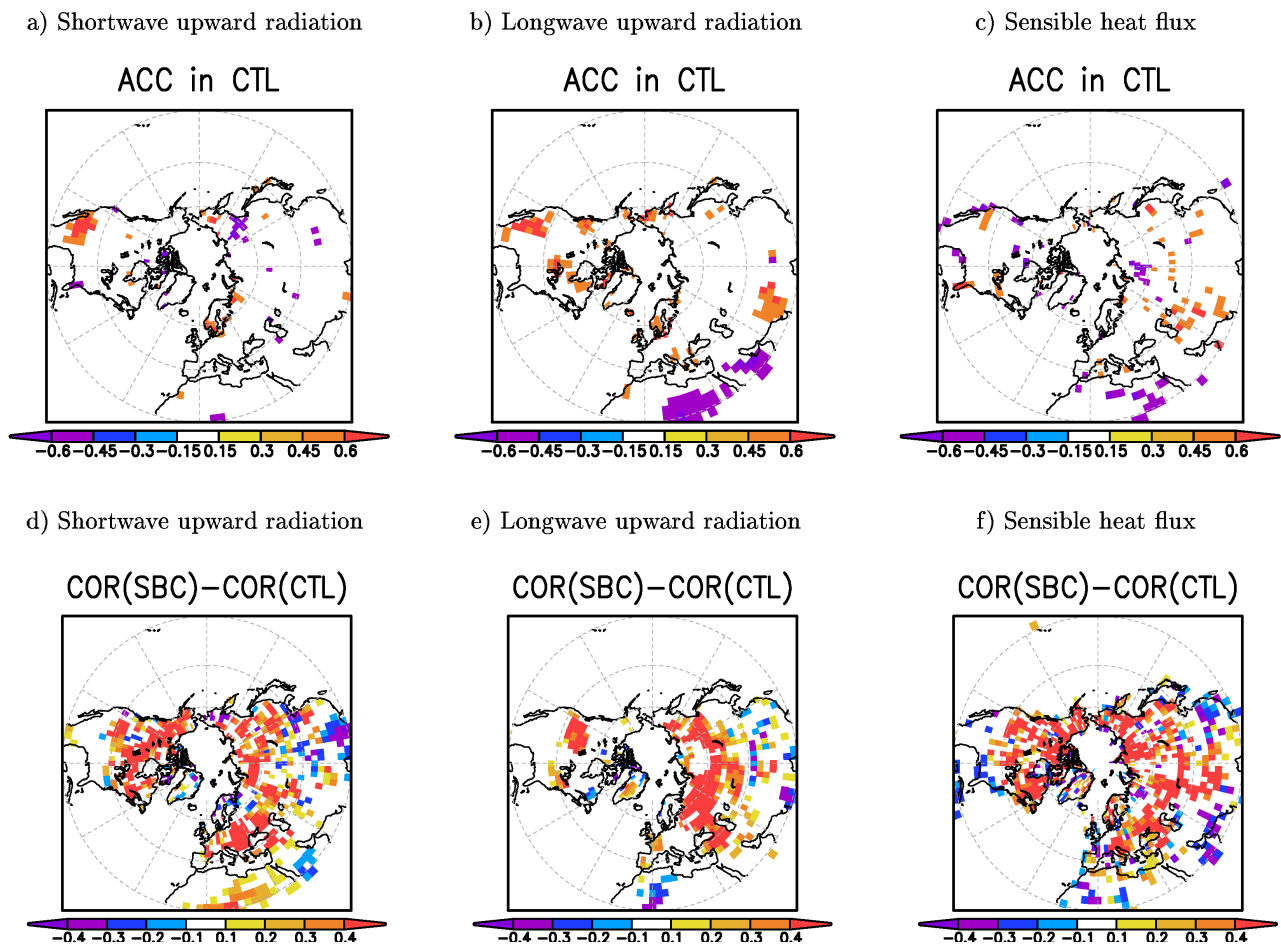 a) Shortwave upward radiation
b) Longwave upward radiation
c) Sensible heat flux
ACC in CTL
ACC in CTL
ACC in CTL
−0.6 −0.45 −0.3 −0.15 0.15 0.3 0.45 0.6
−0.6 −0.45 −0.3 −0.15 0.15 0.3 0.45 0.6
−0.6 −0.45 −0.3 −0.15 0.15 0.3 0.45 0.6
d) Shortwave upward radiation
e) Longwave upward radiation
f) Sensible heat flux
COR(SBC)−COR(CTL)
COR(SBC)−COR(CTL)
COR(SBC)−COR(CTL)
−0.4 −0.3 −0.2 −0.1 0.1 0.2 0.3 0.4
−0.4 −0.3 −0.2 −0.1 0.1 0.2 0.3 0.4
−0.4 −0.3 −0.2 −0.1 0.1 0.2 0.3 0.4